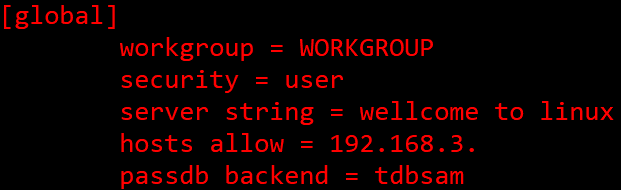 [global]
workgroup = WORKGROUP
security = user
server string = wellcome to linux
hosts allow = 192.168.3.
passdb backend = tdbsam